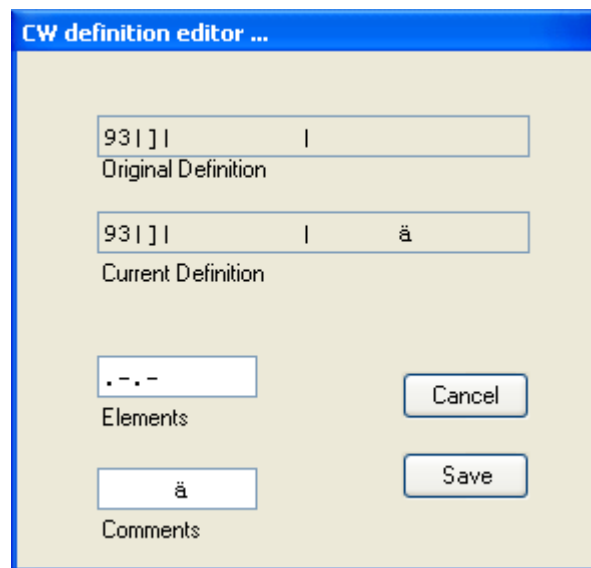 CW definition editor ...
93|]|            |
Original Definition
93|]|            |        ä
Current Definition
.-.-
Elements
Cancel
ä
Comments
Save